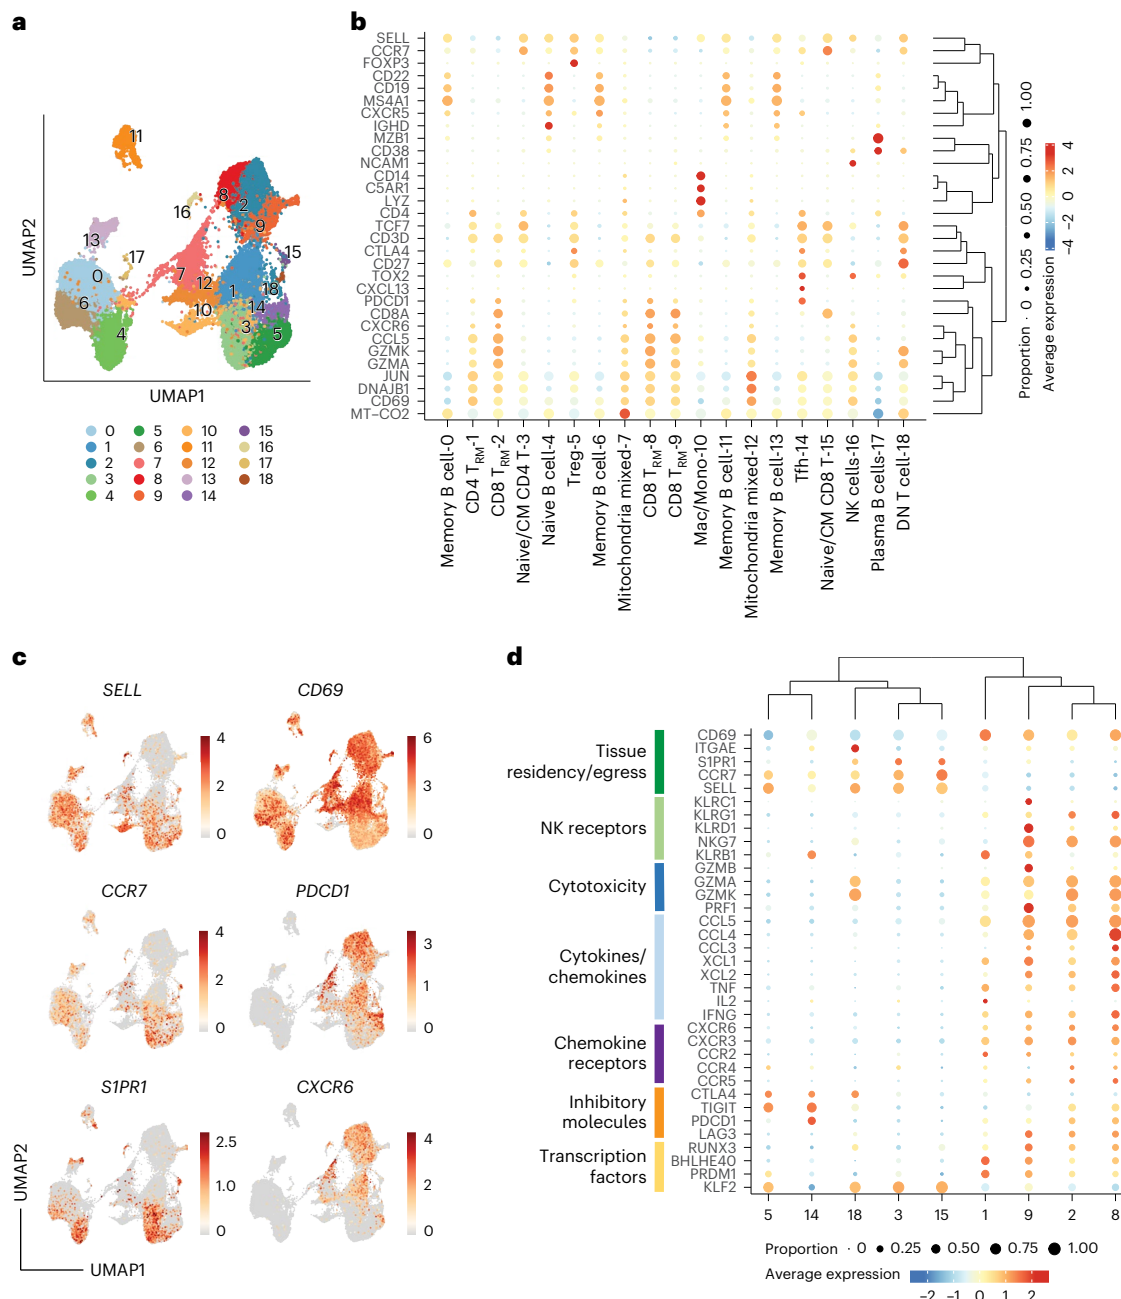 a
11
8
2
16
9
13
17
15
0
7
12
1
18
6
10
14
4
3
5
UMAP2
UMAP1
0
5
10
15
1
6
11
16
2
7
12
17
3
8
13
18
4
9
14
b
SELL
CCR7
FOXP3
CD22
CD19
MS4A1
CXCR5
IGHD
MZB1
CD38
NCAM1
CD14
C5AR1
LYZ
CD4
TCF7
CD3D
CTLA4
CD27
TOX2
CXCL13
PDCD1
CD8A
CXCR6
CCL5
GZMK
GZMA
JUN
DNAJB1
CD69
MT–CO2
Memory B cell-0
CD4 TRM-1
CD8 TRM-2
Naive/CM CD4 T-3
Naive B cell-4
Treg-5
Memory B cell-6
Mitochondria mixed-7
CD8 TRM-8
CD8 TRM-9
Mac/Mono-10
Memory B cell-11
Mitochondria mixed-12
Memory B cell-13
Tfh-14
Naive/CM CD8 T-15
NK cells-16
Plasma B cells-17
DN T cell-18
Proportion 0 0.25 0.50 0.75 1.00
Average expression −4 −2 0 2 4
c
SELL
4
2
0
CD69
6
3
0
CCR7
4
2
0
PDCD1
3
1
0
S1PR1
2.5
1.0
0
CXCR6
4
2
0
UMAP2
UMAP1
d
Tissue
residency/egress
NK receptors
Cytotoxicity
Cytokines/
chemokines
Chemokine
receptors
Inhibitory
molecules
Transcription
factors
CD69
ITGAE
S1PR1
CCR7
SELL
KLRC1
KLRG1
KLRD1
NKG7
KLRB1
GZMB
GZMA
GZMK
PRF1
CCL5
CCL4
CCL3
XCL1
XCL2
TNF
IL2
IFNG
CXCR6
CXCR3
CCR2
CCR4
CCR5
CTLA4
TIGIT
PDCD1
LAG3
RUNX3
BHLHE40
PRDM1
KLF2
5 14 18 3 15 1 9 2 8
Proportion 0 0.25 0.50 0.75 1.00
Average expression
−2 −1 0 1 2